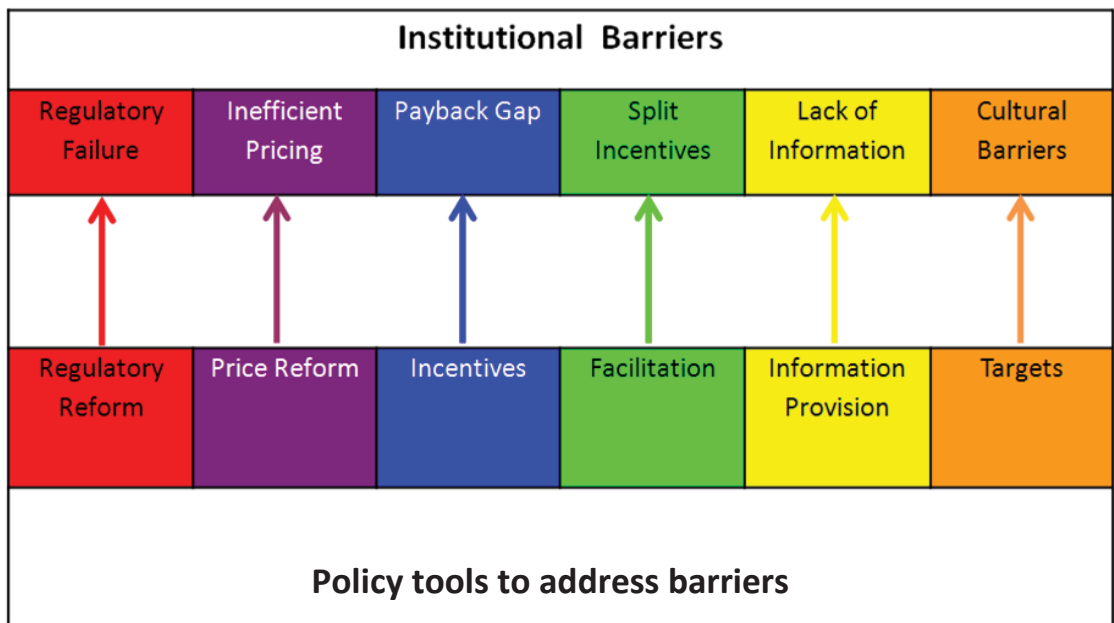 Institutional Barriers
Regulatory
Failure
Inefficient
Pricing
Payback Gap
Split
Incentives
Lack of
Information
Cultural
Barriers
Regulatory
Reform
Price Reform
Incentives
Facilitation
Information
Provision
Targets
Policy tools to address barriers